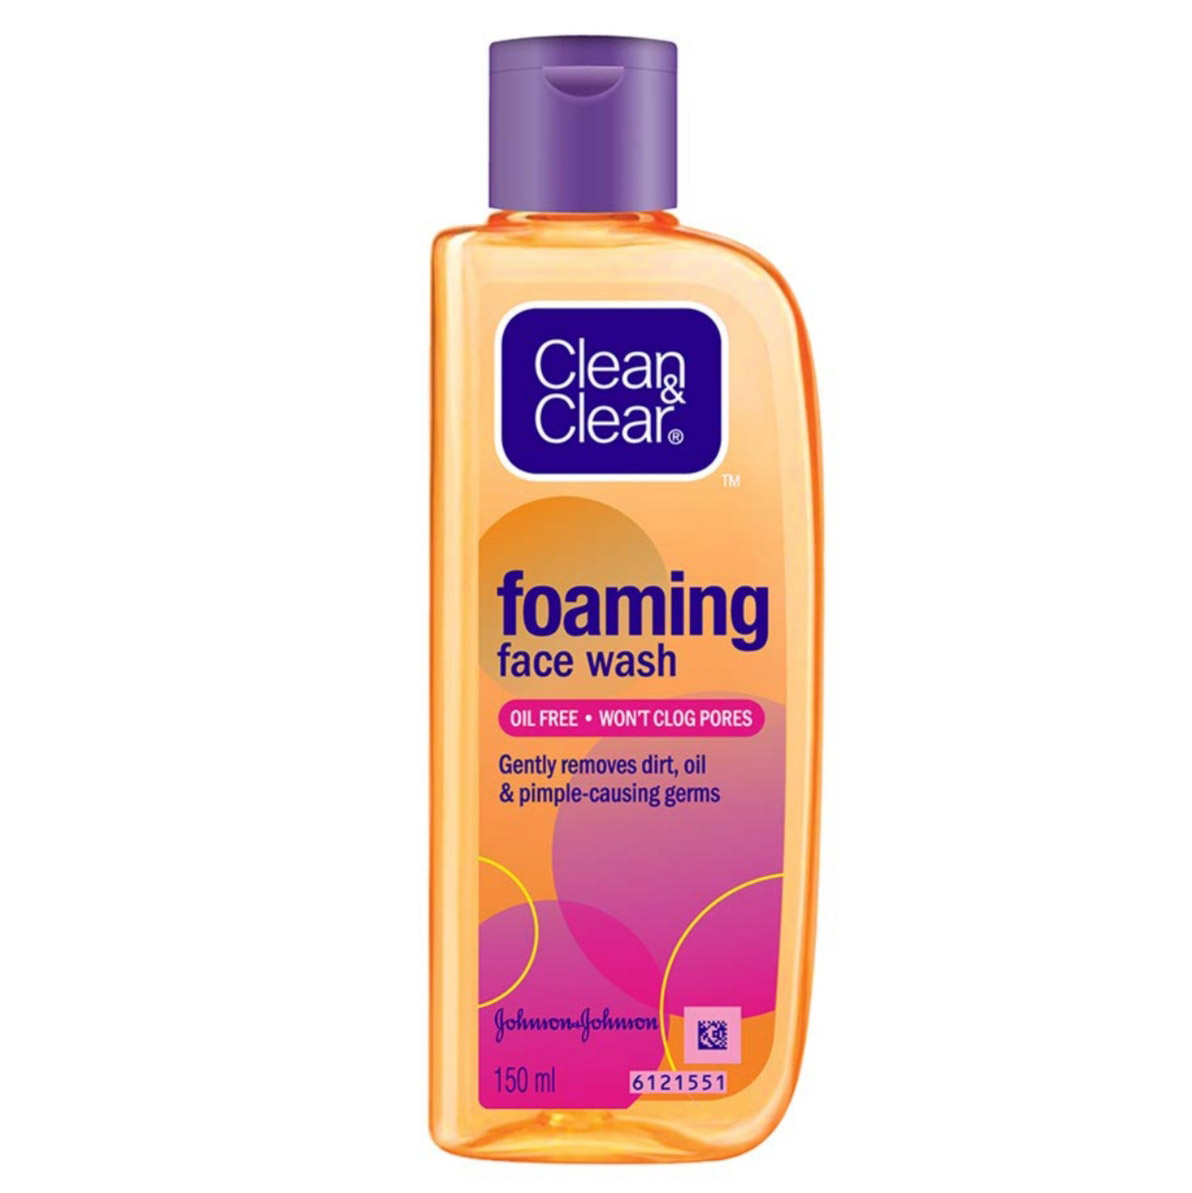 Clean
&
Clear®
TM
foaming
face wash
OIL FREE • WON'T CLOG PORES
Gently removes dirt, oil
& pimple-causing germs
Johnson&Johnson
150 ml
6121551